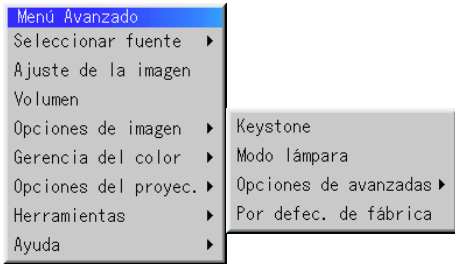 Menú Avanzado
Seleccionar fuente
Ajuste de la imagen
Volumen
Opciones de imagen
Gerencia del color
Opciones del proyec.
Herramientas
Ayuda
Keystone
Modo lámpara
Opciones de avanzadas
Por defec. de fábrica